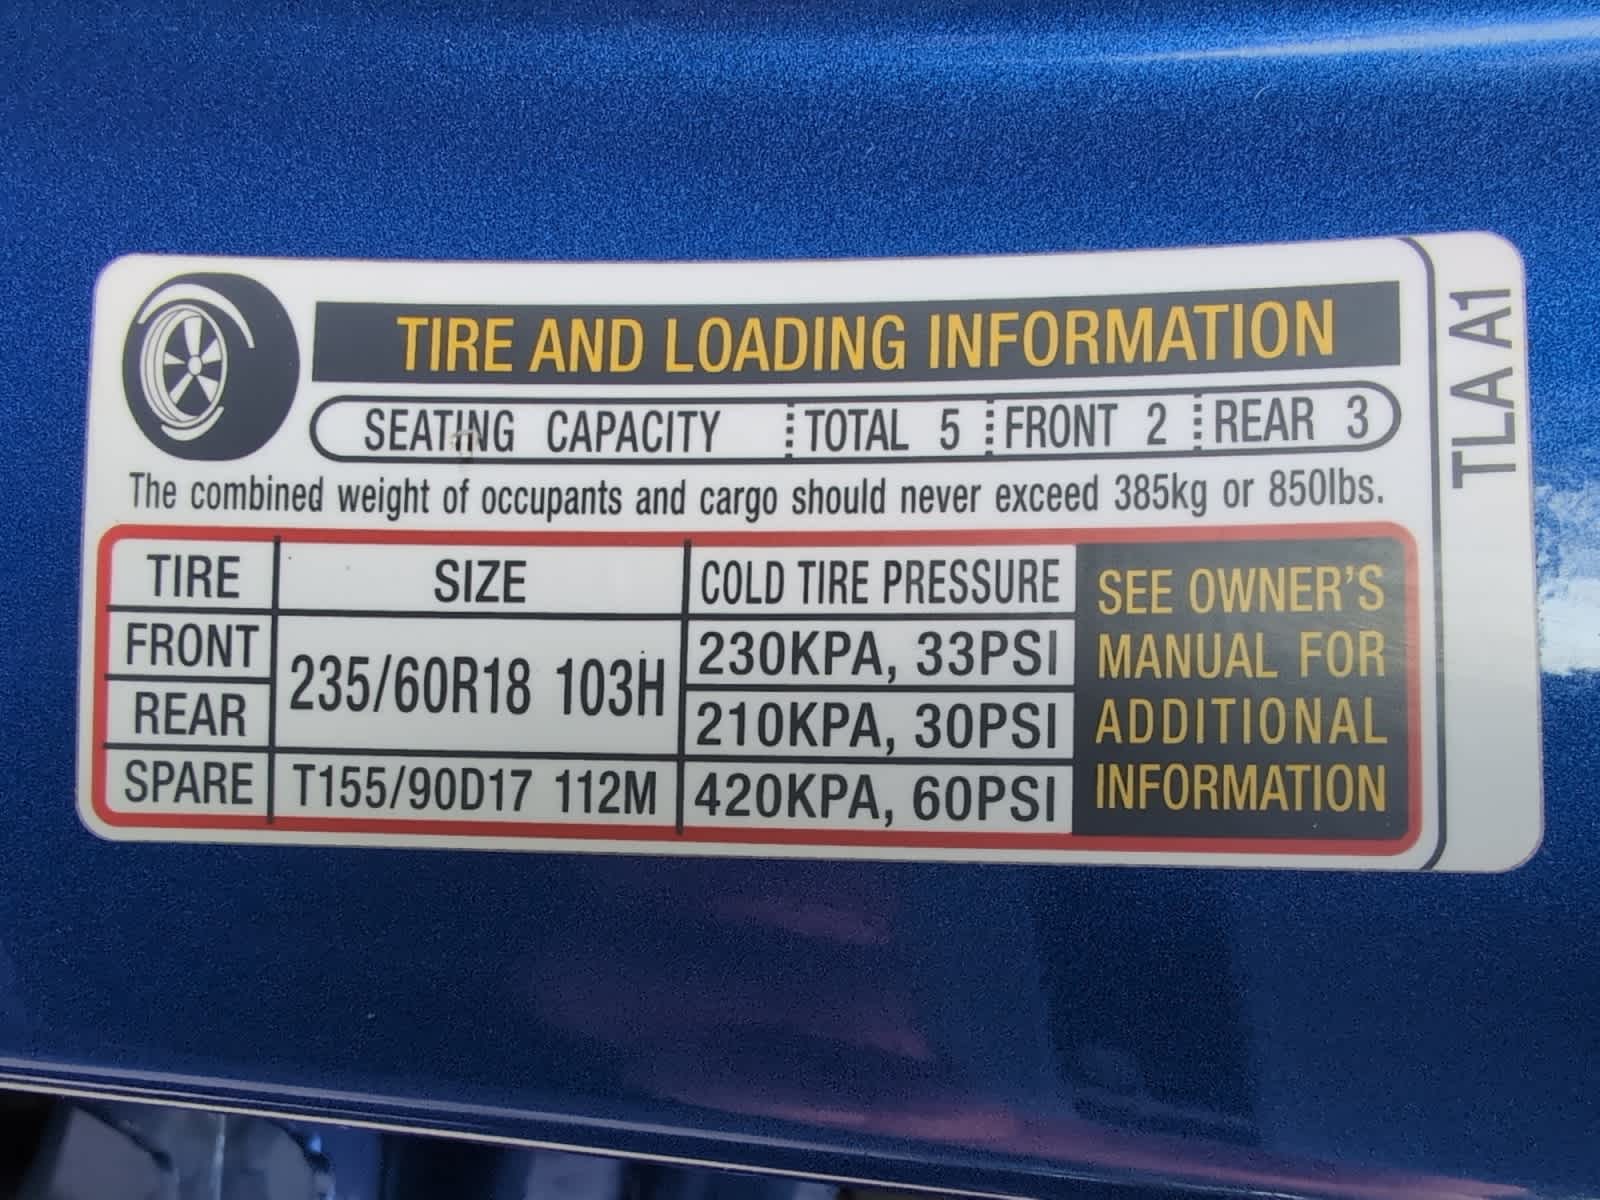 TIRE AND LOADING INFORMATION
SEATING CAPACITY TOTAL 5 FRONT 2 REAR 3
The combined weight of occupants and cargo should never exceed 385kg or 850lbs.
TIRE SIZE COLD TIRE PRESSURE
FRONT 235/60R18 103H 230KPA, 33PSI
REAR 210KPA, 30PSI
SPARE T155/90D17 112M 420KPA, 60PSI
SEE OWNER'S
MANUAL FOR
ADDITIONAL
INFORMATION
TLA A1